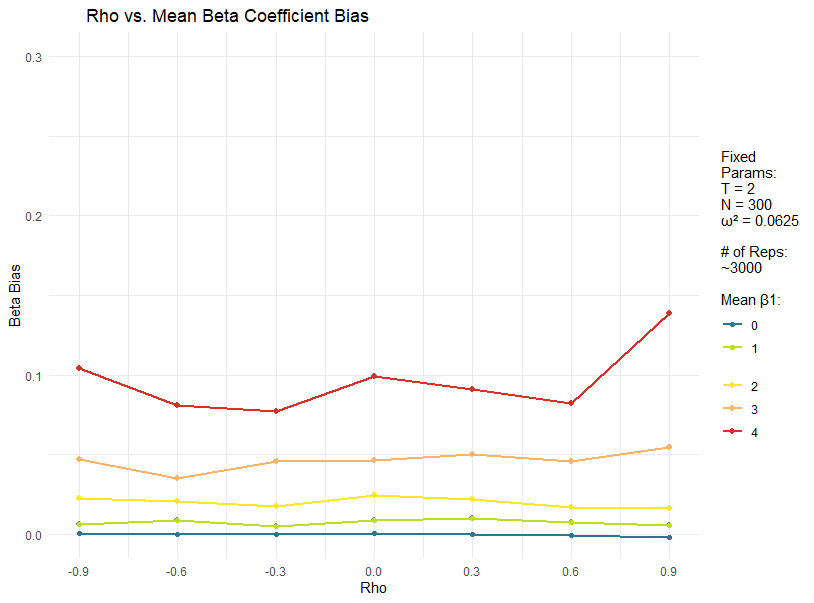 Rho vs. Mean Beta Coefficient Bias
0.3
0.2
0.1
0.0
Beta Bias
-0.9 -0.6 -0.3 0.0 0.3 0.6 0.9
Rho
Fixed
Params:
T = 2
N = 300
ω² = 0.0625
# of Reps:
~3000
Mean β1:
0
1
2
3
4